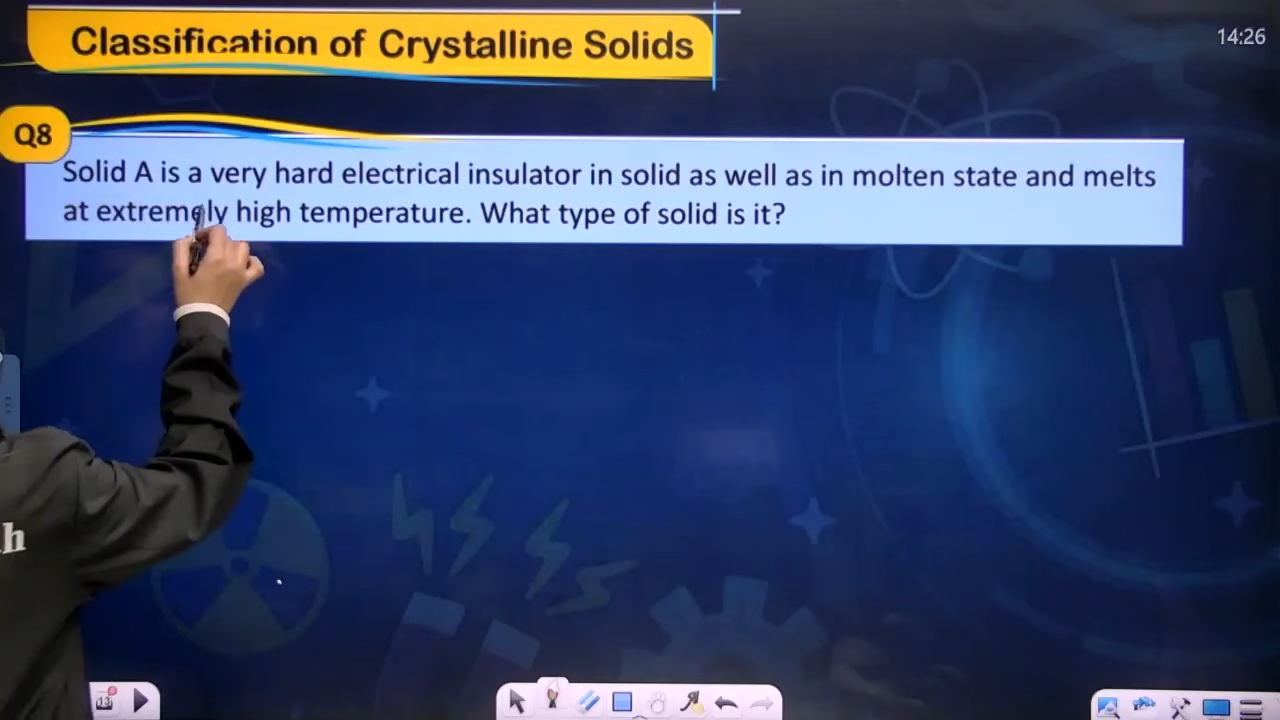 Classification of Crystalline Solids
14:26
Q8
Solid A is a very hard electrical insulator in solid as well as in molten state and melts
at extremely high temperature. What type of solid is it?
h
13